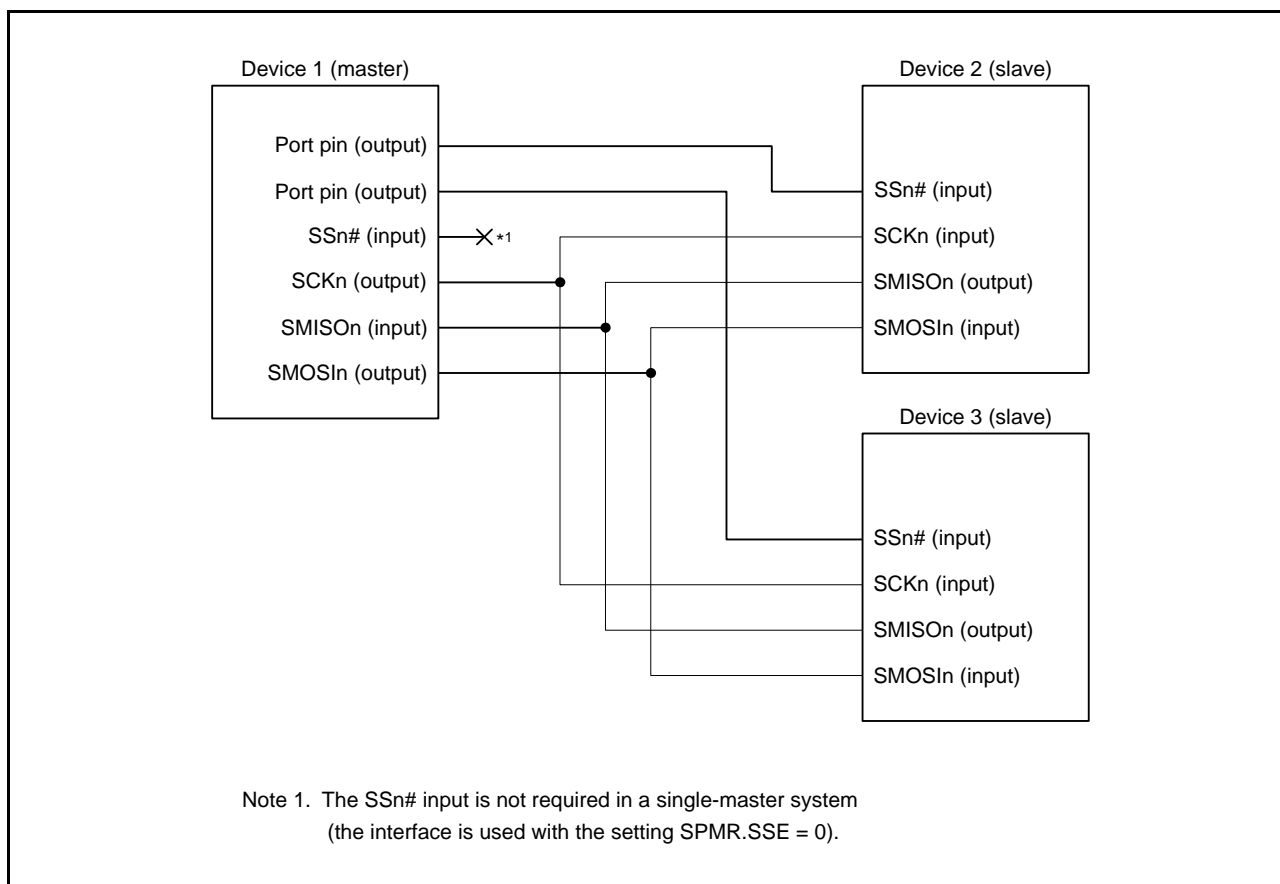 Device 1 (master)
Port pin (output)
Port pin (output)
SSn# (input)
*1
SCKn (output)
SMISOn (input)
SMOSIn (output)
Device 2 (slave)
SSn# (input)
SCKn (input)
SMISOn (output)
SMOSIn (input)
Device 3 (slave)
SSn# (input)
SCKn (input)
SMISOn (output)
SMOSIn (input)
Note 1. The SSn# input is not required in a single-master system
(the interface is used with the setting SPMR.SSE = 0).